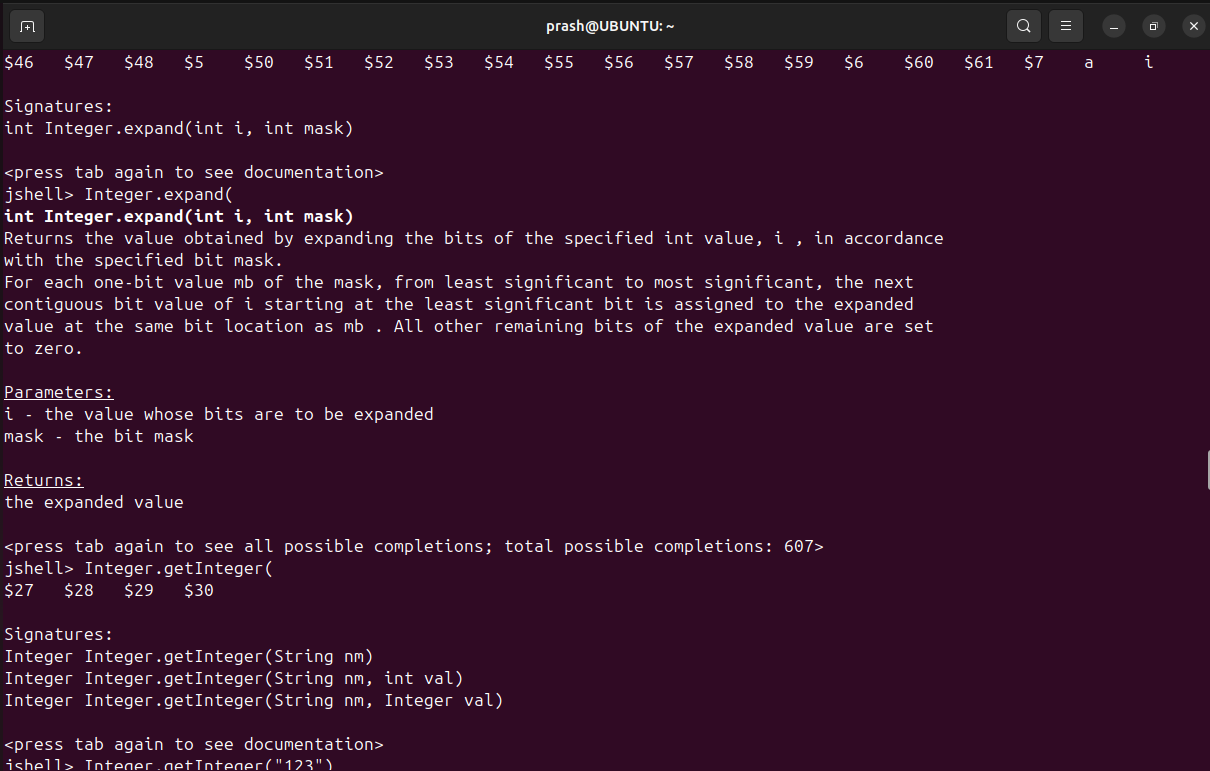 prash@UBUNTU: ~
$46   $47   $48   $5    $50   $51   $52   $53   $54   $55   $56   $57   $58   $59   $6    $60   $61   $7    a     i
Signatures:
int Integer.expand(int i, int mask)
<press tab again to see documentation>
jshell> Integer.expand(
int Integer.expand(int i, int mask)
Returns the value obtained by expanding the bits of the specified int value, i , in accordance
with the specified bit mask.
For each one-bit value mb of the mask, from least significant to most significant, the next
contiguous bit value of i starting at the least significant bit is assigned to the expanded
value at the same bit location as mb . All other remaining bits of the expanded value are set
to zero.
Parameters:
i - the value whose bits are to be expanded
mask - the bit mask
Returns:
the expanded value
<press tab again to see all possible completions; total possible completions: 607>
jshell> Integer.getInteger(
$27   $28   $29   $30
Signatures:
Integer Integer.getInteger(String nm)
Integer Integer.getInteger(String nm, int val)
Integer Integer.getInteger(String nm, Integer val)
<press tab again to see documentation>
jshell> Integer.getInteger("123")